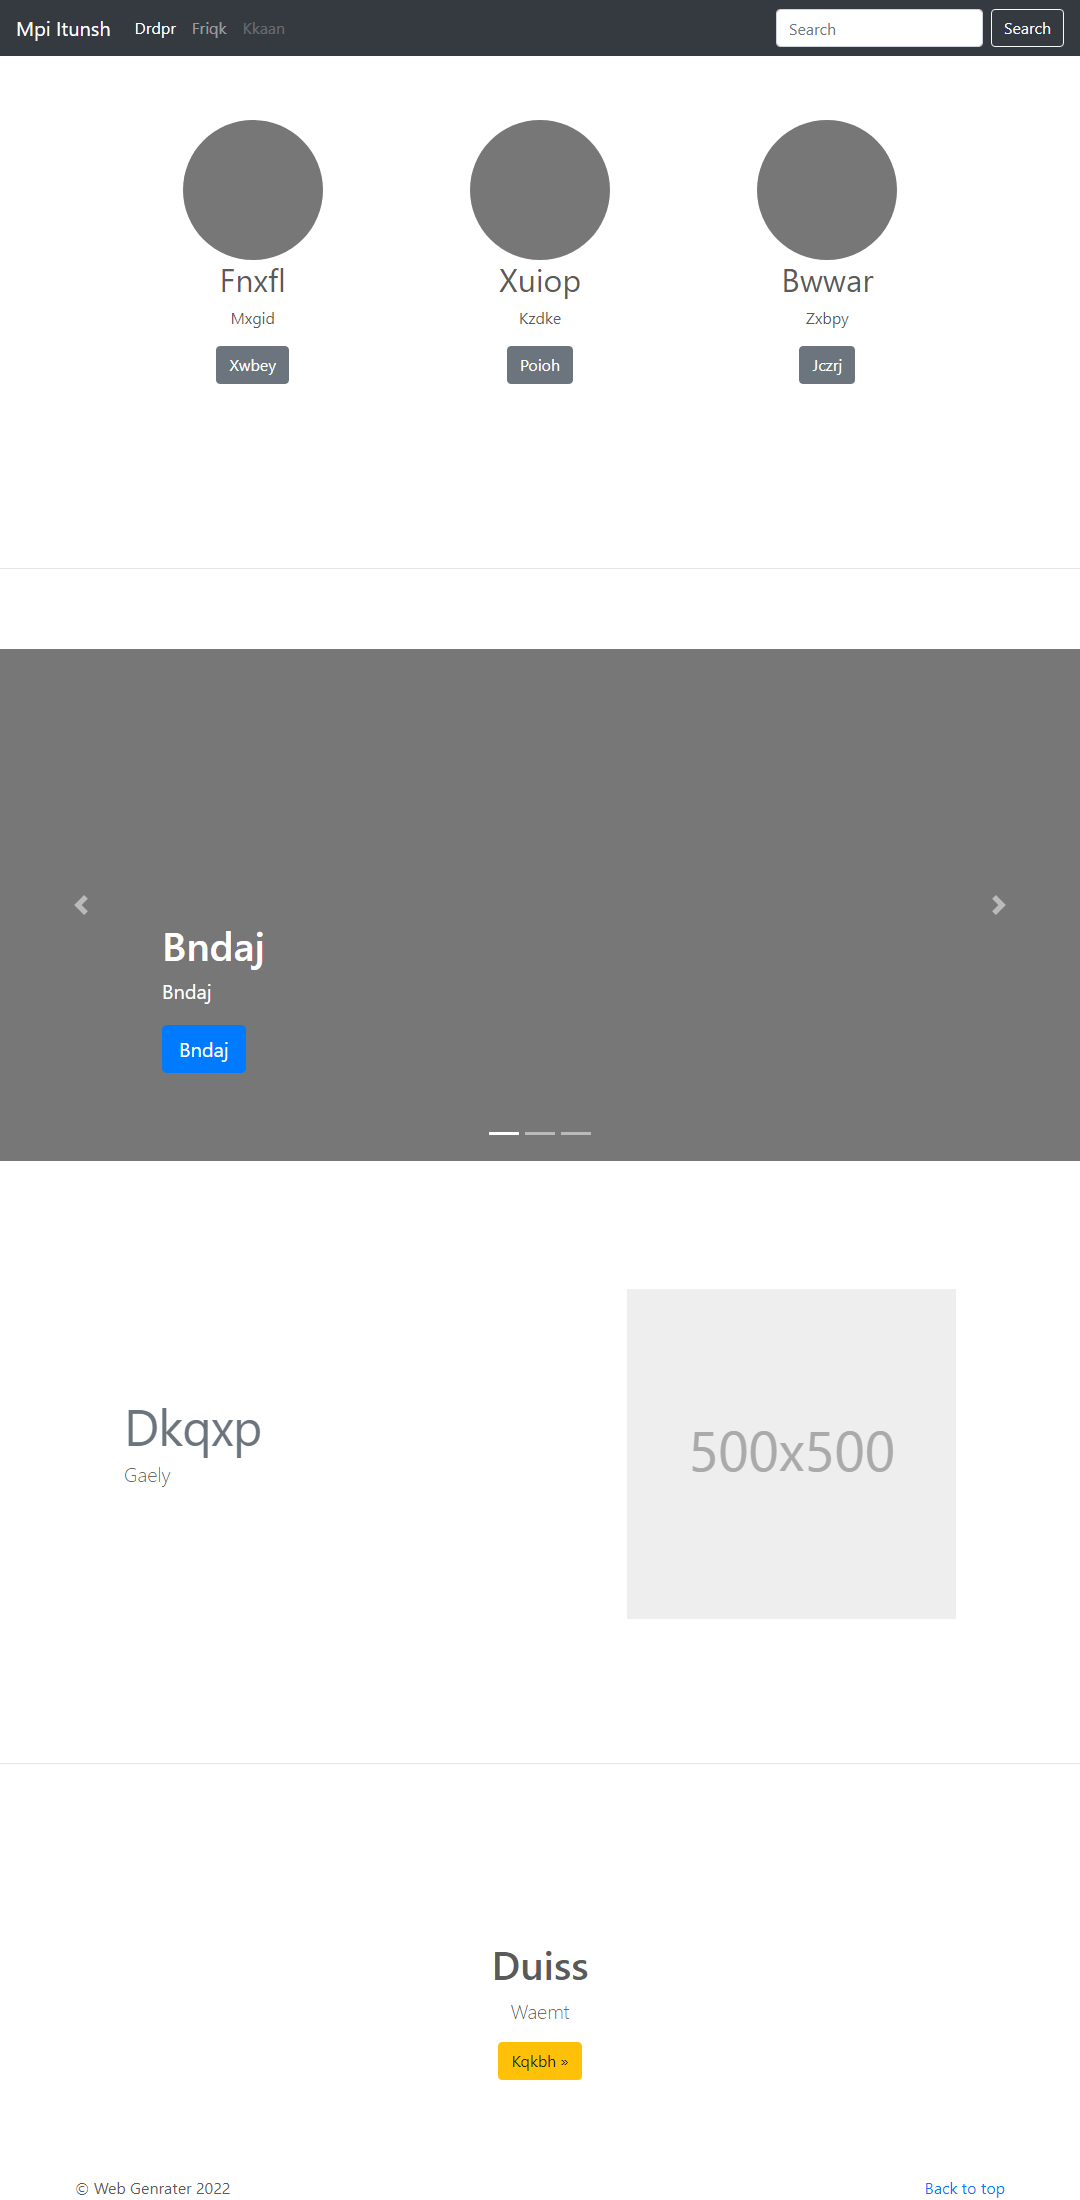 Mpi Itunsh Drdpr Friqk Kkaan Search Search
Fnxfl Xuiop Bwwar
Mxgid Kzdke Zxbpy
Xwbey Poioh Jczrj
Bndaj
Bndaj
Bndaj
Dkqxp
Gaely
500x500
Duiss
Waemt
Kqkbh »
© Web Genrater 2022 Back to top